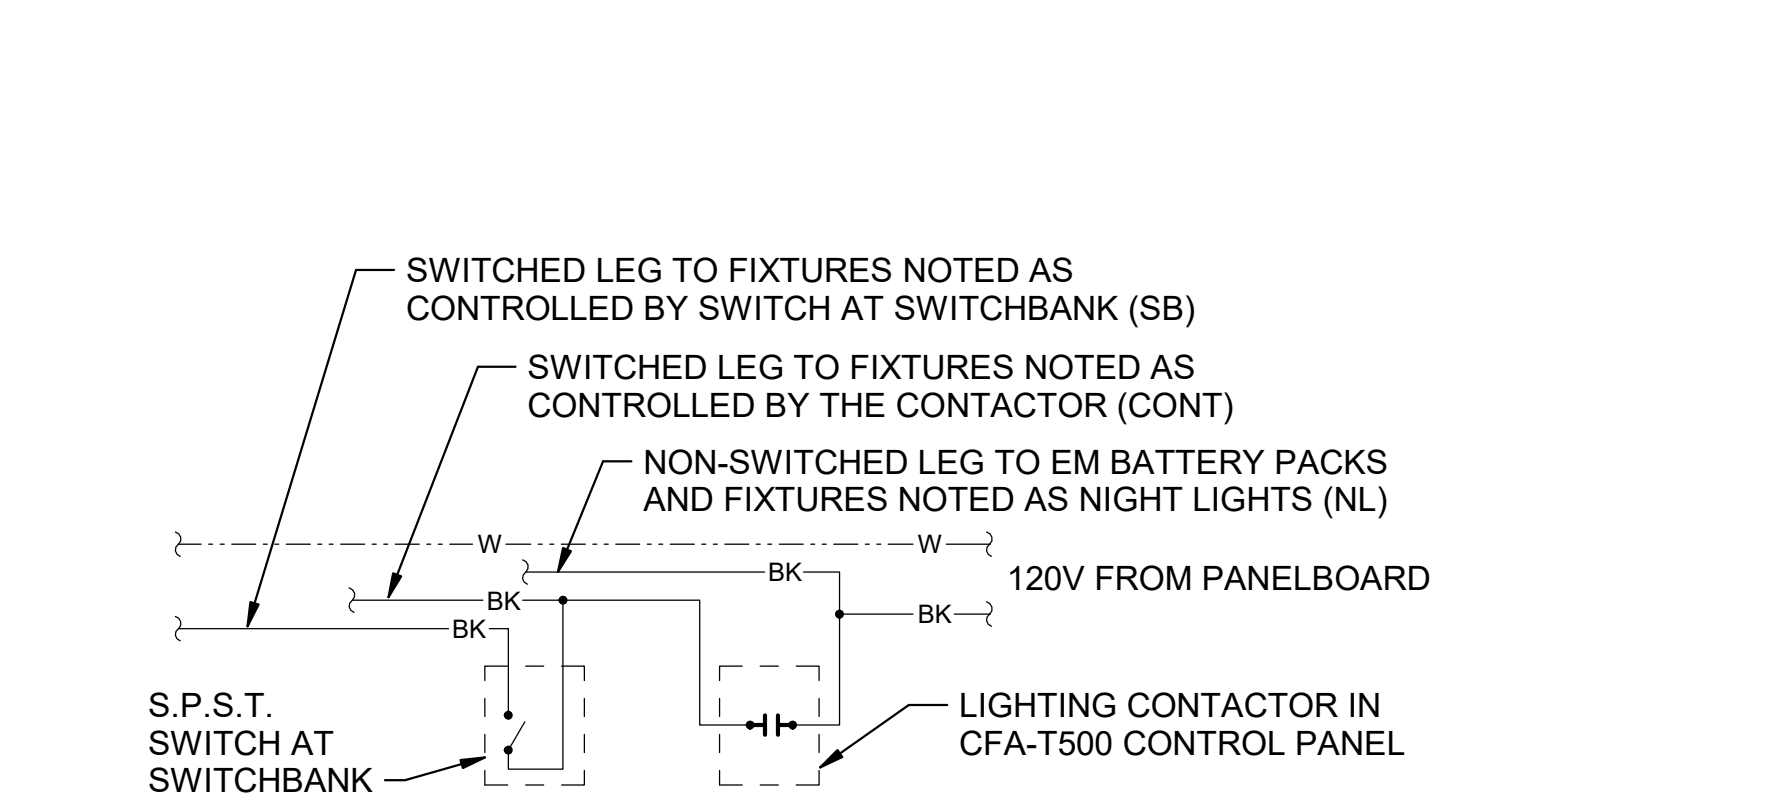 SWITCHED LEG TO FIXTURES NOTED AS
CONTROLLED BY SWITCH AT SWITCHBANK (SB)
SWITCHED LEG TO FIXTURES NOTED AS
CONTROLLED BY THE CONTACTOR (CONT)
NON-SWITCHED LEG TO EM BATTERY PACKS
AND FIXTURES NOTED AS NIGHT LIGHTS (NL)
W
W
BK
120V FROM PANELBOARD
BK
BK
BK
S.P.S.T.
SWITCH AT
SWITCHBANK
LIGHTING CONTACTOR IN
CFA-T500 CONTROL PANEL